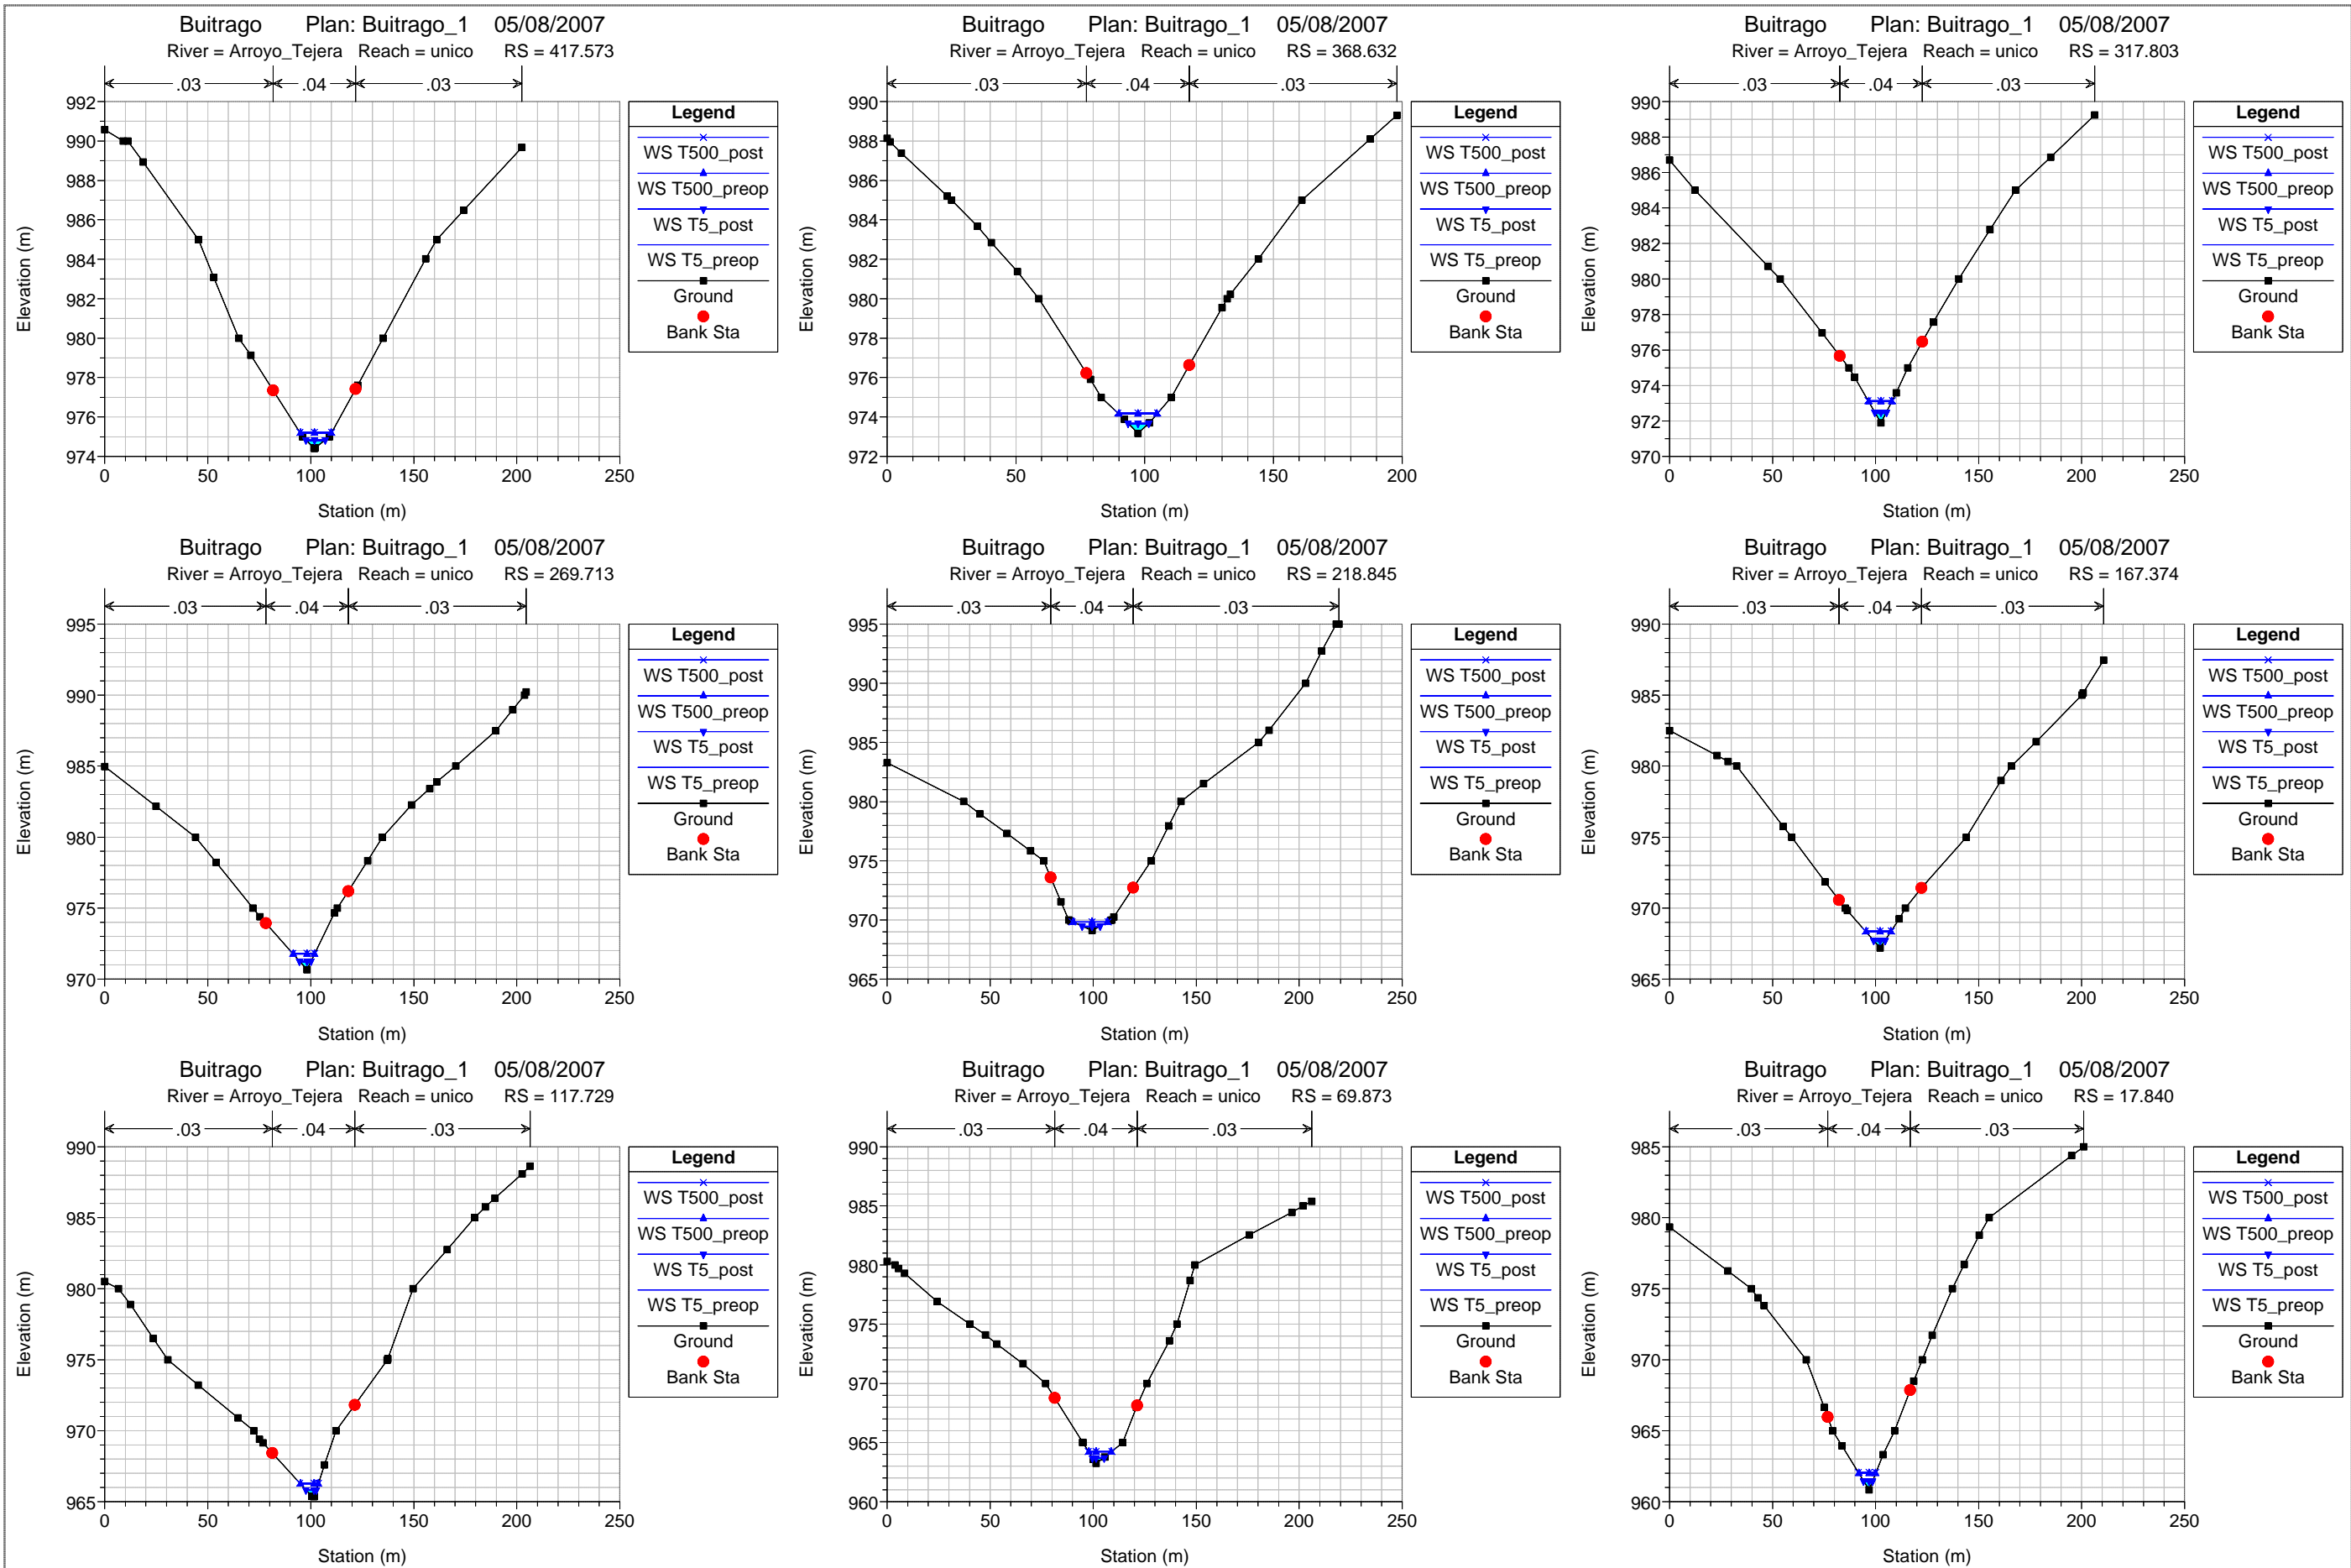 Buitrago Plan: Buitrago_1 05/08/2007
River = Arroyo_Tejera Reach = unico RS = 417.573
.03 .04 .03
992
990
988
986
984
982
980
978
976
974
Elevation (m)
0 50 100 150 200 250
Station (m)
Legend
WS T500_post
WS T500_preop
WS T5_post
WS T5_preop
Ground
Bank Sta
Buitrago Plan: Buitrago_1 05/08/2007
River = Arroyo_Tejera Reach = unico RS = 368.632
.03 .04 .03
990
988
986
984
982
980
978
976
974
972
Elevation (m)
0 50 100 150 200
Station (m)
Legend
WS T500_post
WS T500_preop
WS T5_post
WS T5_preop
Ground
Bank Sta
Buitrago Plan: Buitrago_1 05/08/2007
River = Arroyo_Tejera Reach = unico RS = 317.803
.03 .04 .03
990
988
986
984
982
980
978
976
974
972
970
Elevation (m)
0 50 100 150 200 250
Station (m)
Legend
WS T500_post
WS T500_preop
WS T5_post
WS T5_preop
Ground
Bank Sta
Buitrago Plan: Buitrago_1 05/08/2007
River = Arroyo_Tejera Reach = unico RS = 269.713
.03 .04 .03
995
990
985
980
975
970
Elevation (m)
0 50 100 150 200 250
Station (m)
Legend
WS T500_post
WS T500_preop
WS T5_post
WS T5_preop
Ground
Bank Sta
Buitrago Plan: Buitrago_1 05/08/2007
River = Arroyo_Tejera Reach = unico RS = 218.845
.03 .04 .03
995
990
985
980
975
970
965
Elevation (m)
0 50 100 150 200 250
Station (m)
Legend
WS T500_post
WS T500_preop
WS T5_post
WS T5_preop
Ground
Bank Sta
Buitrago Plan: Buitrago_1 05/08/2007
River = Arroyo_Tejera Reach = unico RS = 167.374
.03 .04 .03
990
985
980
975
970
965
Elevation (m)
0 50 100 150 200 250
Station (m)
Legend
WS T500_post
WS T500_preop
WS T5_post
WS T5_preop
Ground
Bank Sta
Buitrago Plan: Buitrago_1 05/08/2007
River = Arroyo_Tejera Reach = unico RS = 117.729
.03 .04 .03
990
985
980
975
970
965
Elevation (m)
0 50 100 150 200 250
Station (m)
Legend
WS T500_post
WS T500_preop
WS T5_post
WS T5_preop
Ground
Bank Sta
Buitrago Plan: Buitrago_1 05/08/2007
River = Arroyo_Tejera Reach = unico RS = 69.873
.03 .04 .03
990
985
980
975
970
965
960
Elevation (m)
0 50 100 150 200 250
Station (m)
Legend
WS T500_post
WS T500_preop
WS T5_post
WS T5_preop
Ground
Bank Sta
Buitrago Plan: Buitrago_1 05/08/2007
River = Arroyo_Tejera Reach = unico RS = 17.840
.03 .04 .03
985
980
975
970
965
960
Elevation (m)
0 50 100 150 200 250
Station (m)
Legend
WS T500_post
WS T500_preop
WS T5_post
WS T5_preop
Ground
Bank Sta